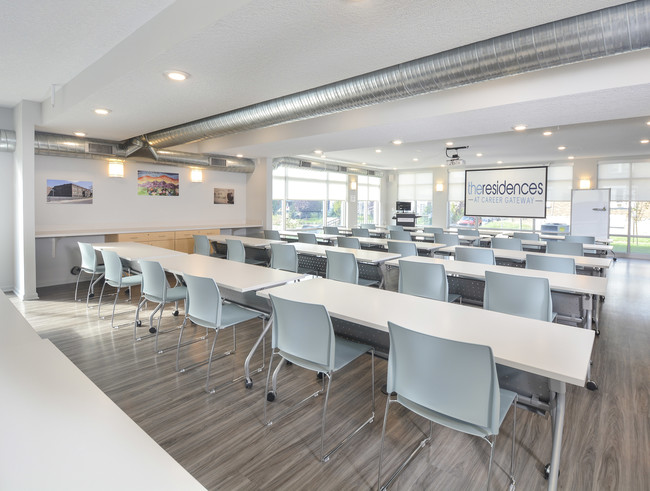 theresidences
- AT CAREER GATEWAY -